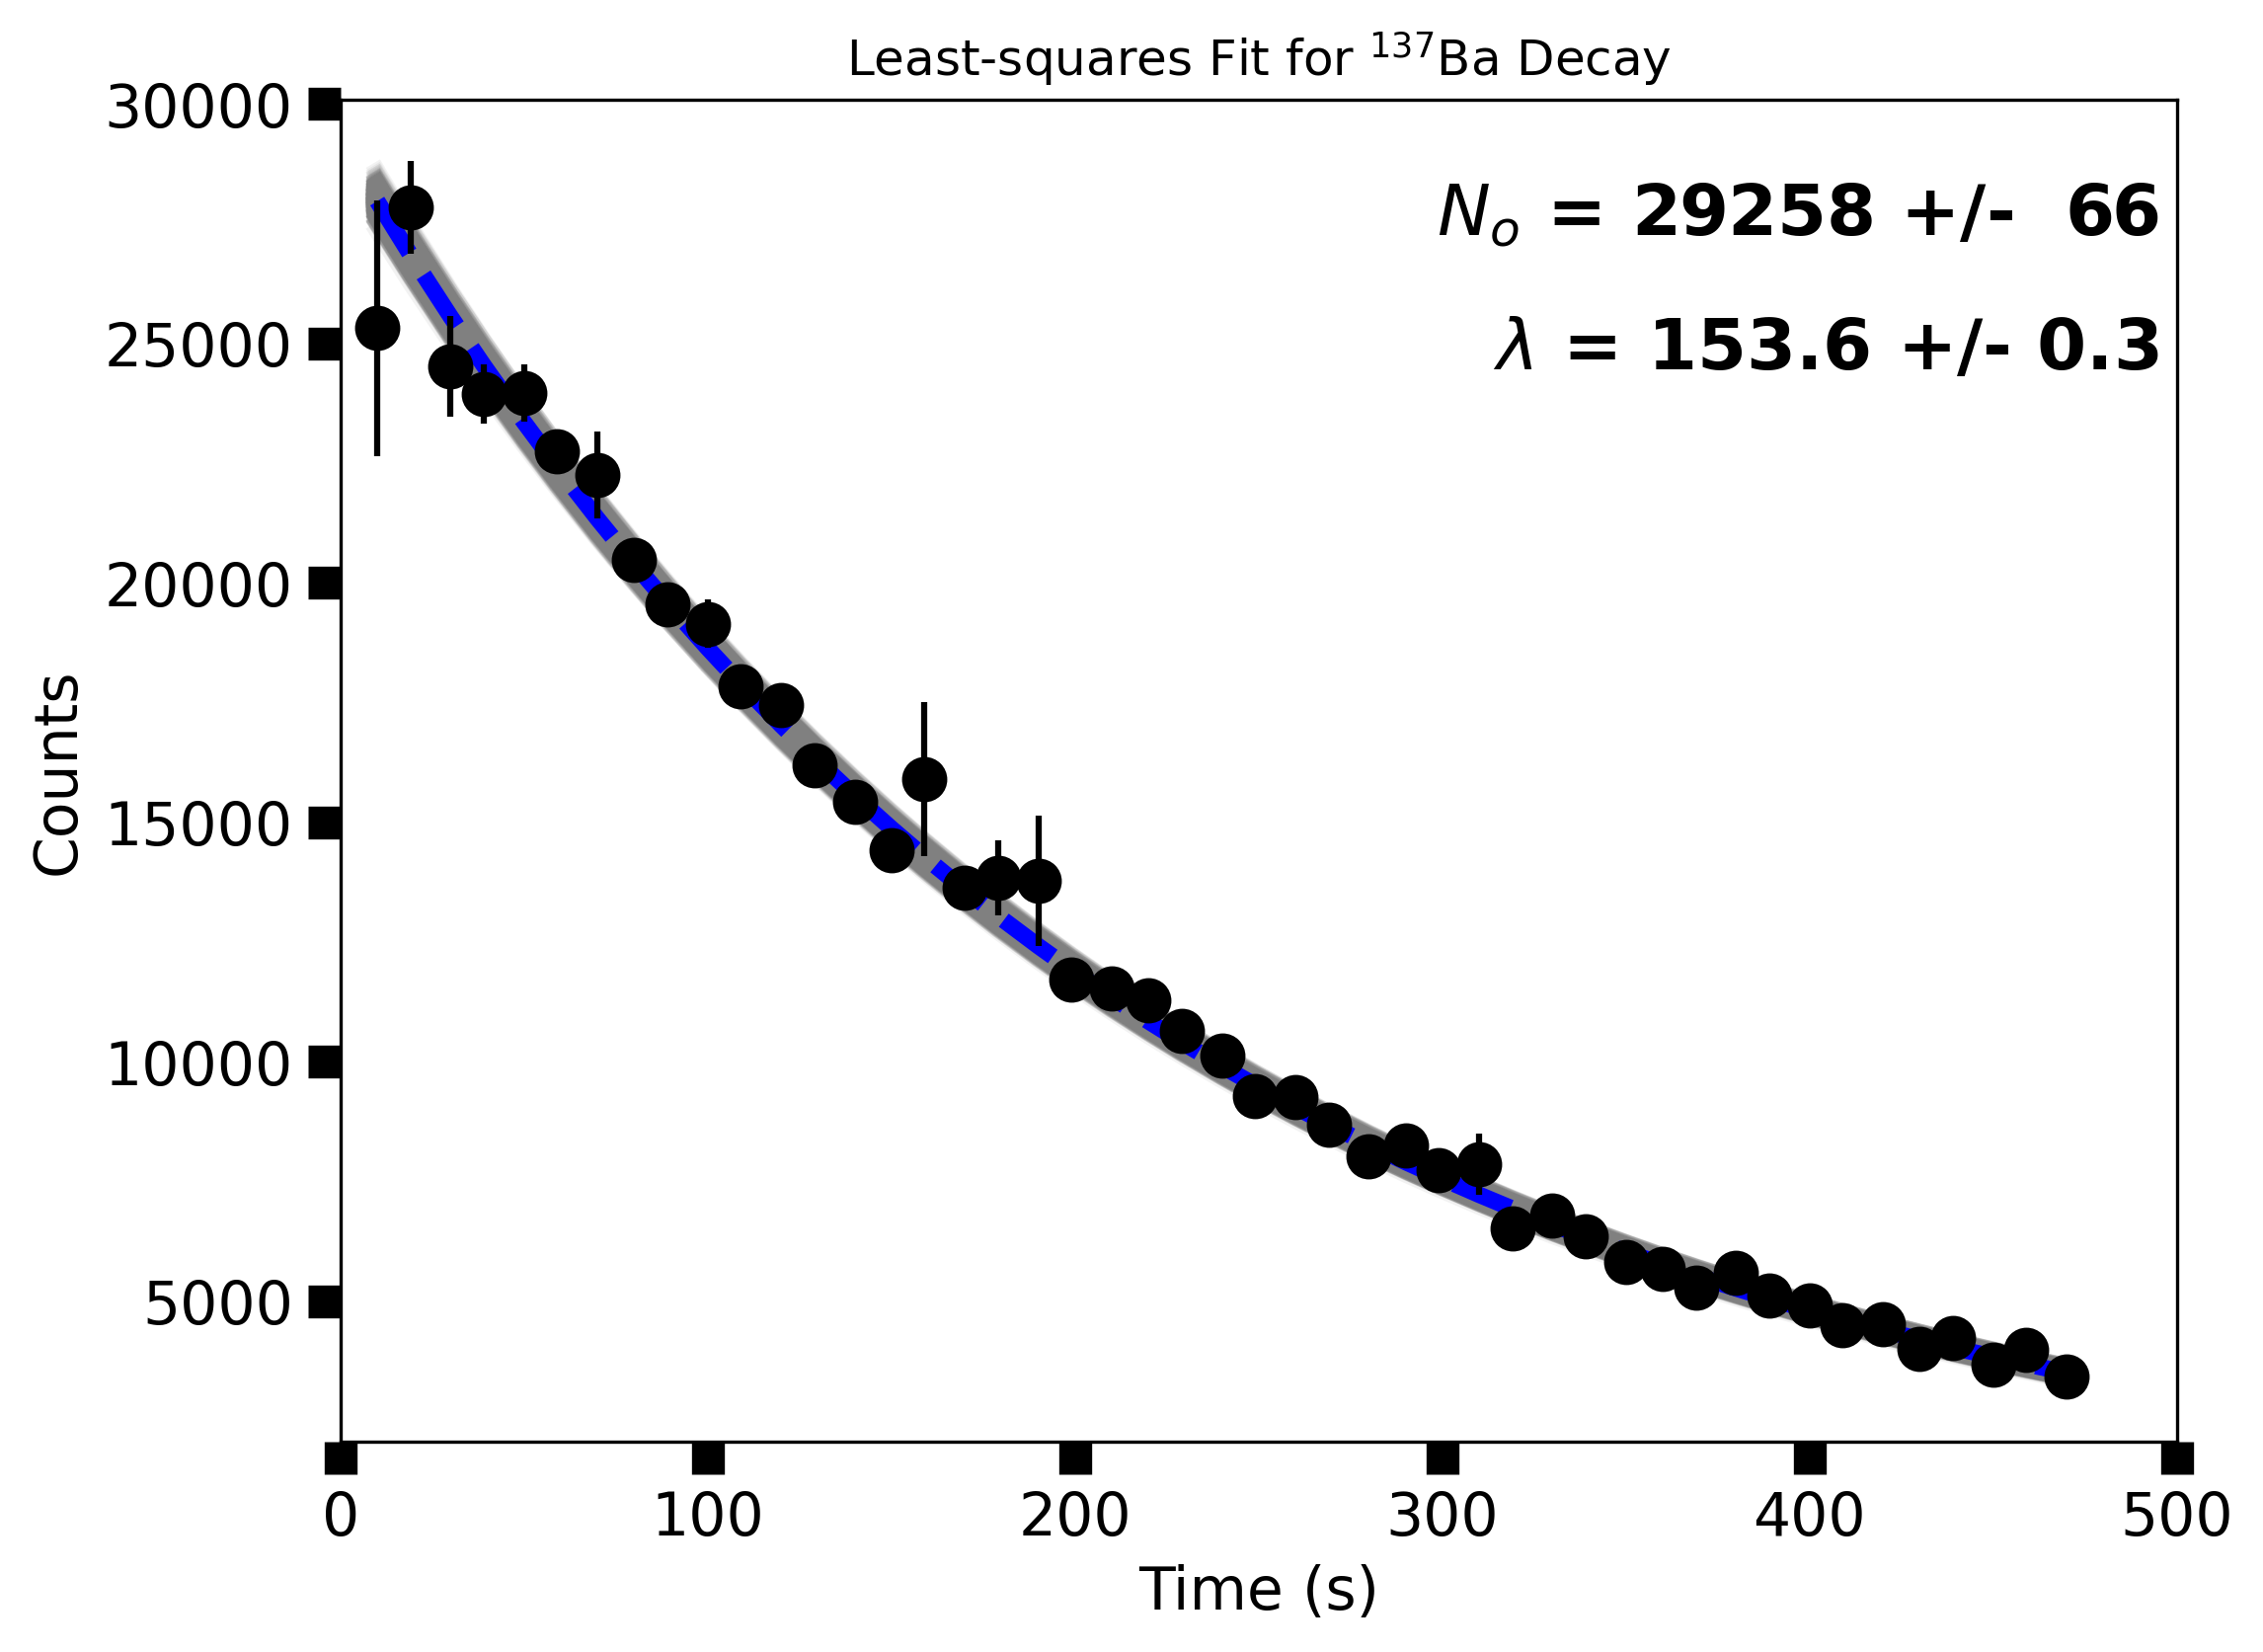 Least-squares Fit for ¹³⁷Ba Decay
30000
25000
20000
15000
10000
5000
Counts
Nₒ = 29258 +/-  66
λ = 153.6 +/- 0.3
0 100 200 300 400 500
Time (s)